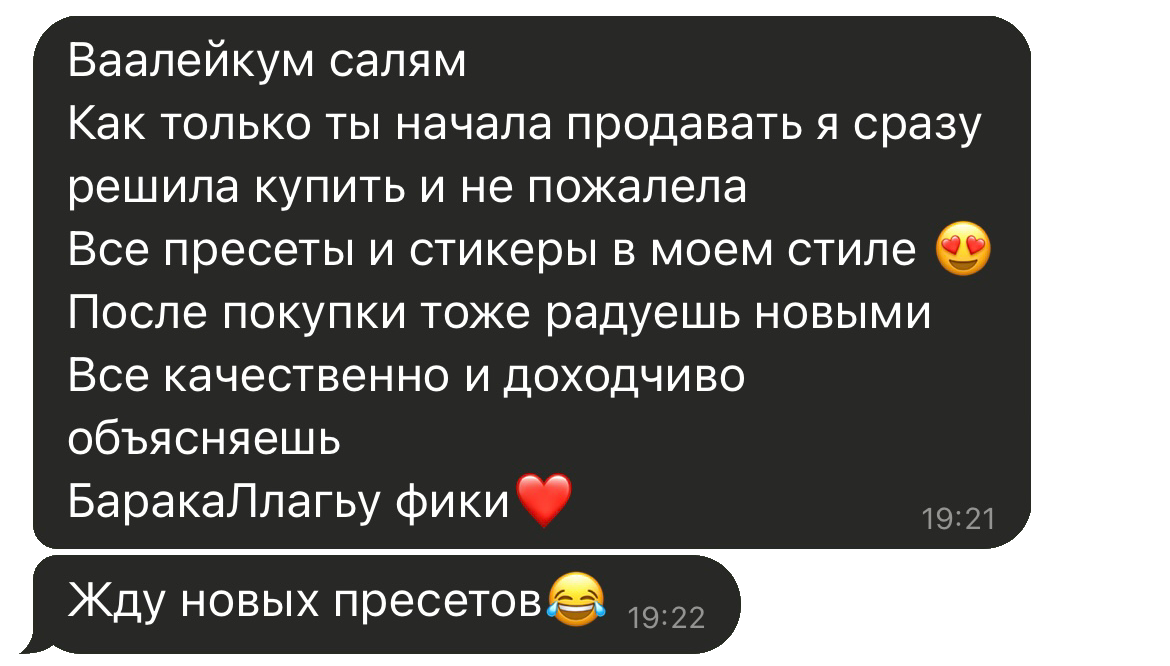 Ваалейкум салям
Как только ты начала продавать я сразу
решила купить и не пожалела
Все пресеты и стикеры в моем стиле 😍
После покупки тоже радуешь новыми
Все качественно и доходчиво
объясняешь
БаракаЛлагьу фики❤️
19:21
Жду новых пресетов😂 19:22